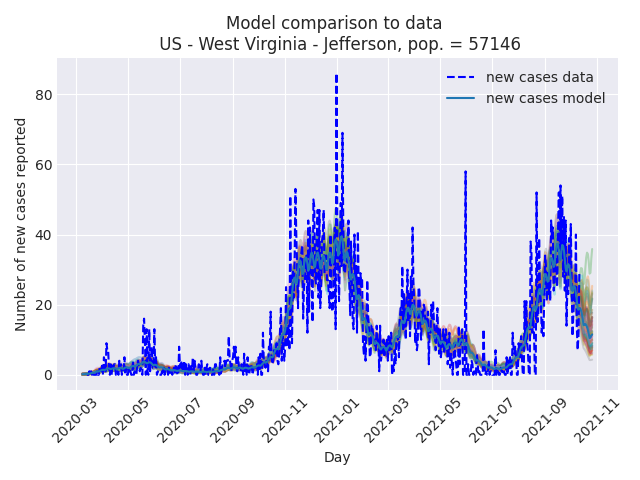 Model comparison to data
US - West Virginia - Jefferson, pop. = 57146
new cases data
new cases model
Number of new cases reported
80
60
40
20
0
2020-03
2020-05
2020-07
2020-09
2020-11
2021-01
2021-03
2021-05
2021-07
2021-09
2021-11
Day